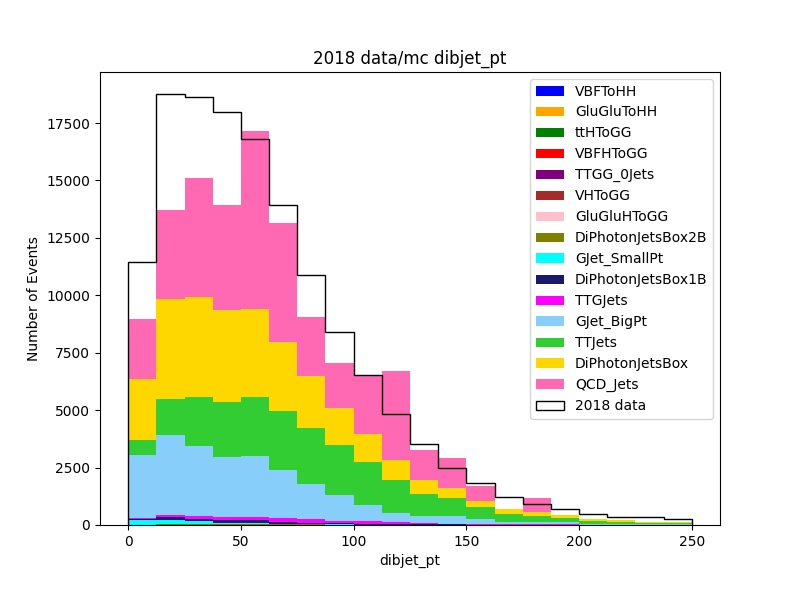 2018 data/mc dibjet_pt
Number of Events
17500
15000
12500
10000
7500
5000
2500
0
0
50
100
150
200
250
dibjet_pt
VBFToHH
GluGluToHH
ttHToGG
VBFHToGG
TTGG_0Jets
VHToGG
GluGluHToGG
DiPhotonJetsBox2B
GJet_SmallPt
DiPhotonJetsBox1B
TTGJets
GJet_BigPt
TTJets
DiPhotonJetsBox
QCD_Jets
2018 data